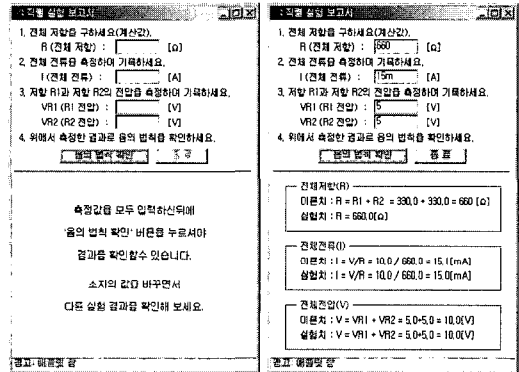 직렬 실험 보고서
1. 전체 저항을 구하세요(계산값).
R (전체 저항) : [Ω]
2. 전체 전류를 측정하여 기록하세요.
I (전체 전류) : [A]
3. 저항 R1과 저항 R2의 전압을 측정하여 기록하세요.
VR1 (R1 전압) : [V]
VR2 (R2 전압) : [V]
4. 위에서 측정한 결과로 옴의 법칙을 확인하세요.
옴의 법칙 확인 종 료
측정값을 모두 입력하신뒤에
'옴의 법칙 확인' 버튼을 누르셔야
결과를 확인할수 있습니다.
소자의 값을 바꾸면서
다른 실험 결과를 확인해 보세요.
경고: 애플릿 창
직렬 실험 보고서
1. 전체 저항을 구하세요(계산값).
R (전체 저항) : 660 [Ω]
2. 전체 전류를 측정하여 기록하세요.
I (전체 전류) : 15m [A]
3. 저항 R1과 저항 R2의 전압을 측정하여 기록하세요.
VR1 (R1 전압) : 5 [V]
VR2 (R2 전압) : 5 [V]
4. 위에서 측정한 결과로 옴의 법칙을 확인하세요.
옴의 법칙 확인 종 료
전체저항(R)
이론치 : R = R1 + R2 = 330,0 + 330,0 = 660 [Ω]
실험치 : R = 660,0[Ω]
전체전류(I)
이론치 : I = V/R = 10,0 / 660,0 = 15,1[mA]
실험치 : I = V/R = 10,0 / 660,0 = 15,0[mA]
전체전압(V)
이론치 : V = VR1 + VR2 = 5,0+5,0 = 10,0[V]
실험치 : V = VR1 + VR2 = 5,0+5,0 = 10,0[V]
경고: 애플릿 창